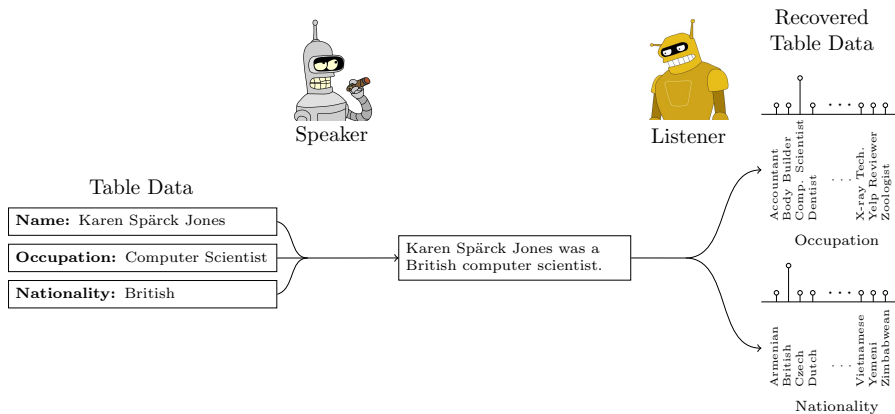 Recovered
Table Data
Speaker
Listener
Table Data
Name: Karen Spärck Jones
Occupation: Computer Scientist
Nationality: British
Karen Spärck Jones was a
British computer scientist.
Accountant
Body Builder
Comp. Scientist
Dentist
. . .
X-ray Tech.
Yelp Reviewer
Zoologist
Occupation
Armenian
British
Czech
Dutch
. . .
Vietnamese
Yemeni
Zimbabwean
Nationality